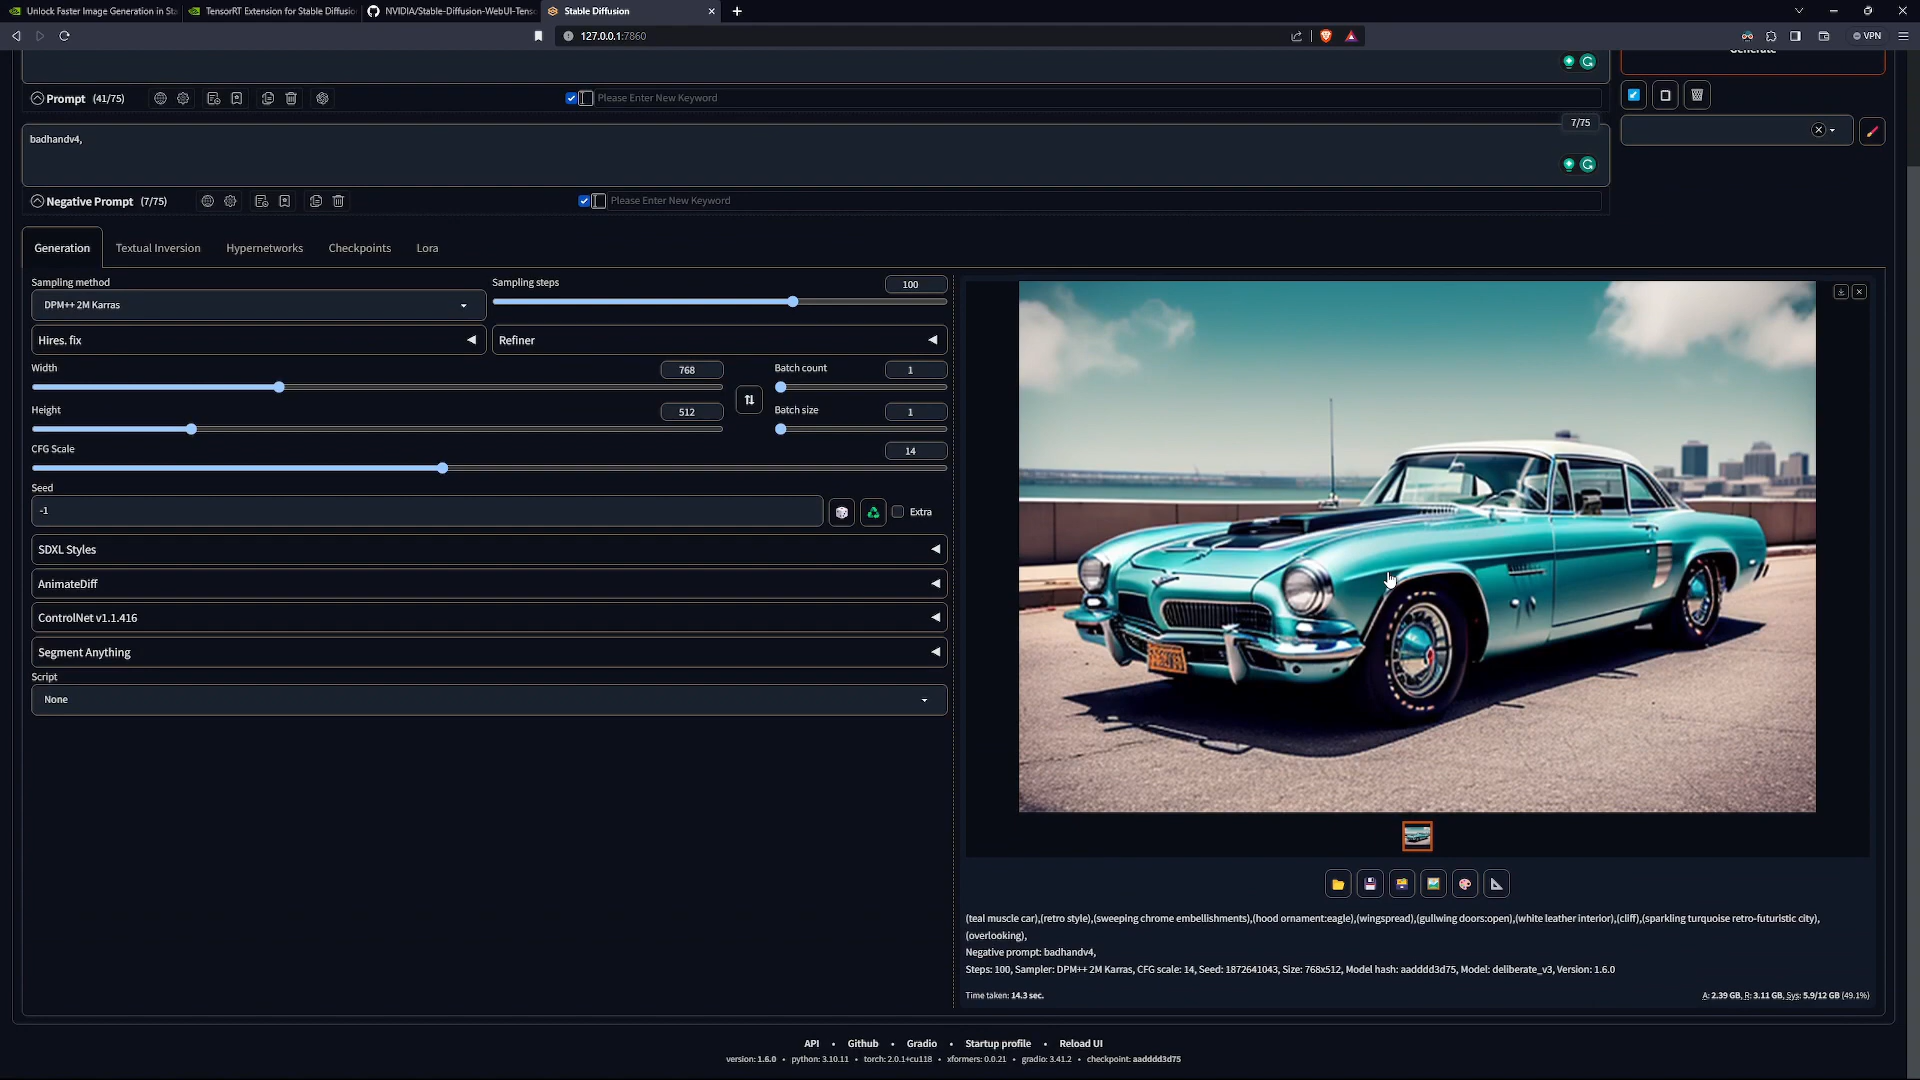 Unlock Faster Image Generation in Sta
TensorRT Extension for Stable Diffusion
NVIDIA/Stable-Diffusion-WebUI-Tenso
Stable Diffusion
127.0.0.1:7860
VPN
Generate
Prompt (41/75)
Please Enter New Keyword
7/75
badhandv4,
Negative Prompt (7/75)
Please Enter New Keyword
Generation
Textual Inversion
Hypernetworks
Checkpoints
Lora
Sampling method
DPM++ 2M Karras
Sampling steps
100
Hires. fix
Refiner
Width
768
Batch count
1
Height
512
Batch size
1
CFG Scale
14
Seed
-1
Extra
SDXL Styles
AnimateDiff
ControlNet v1.1.416
Segment Anything
Script
None
(teal muscle car),(retro style),(sweeping chrome embellishments),(hood ornament:eagle),(wingspread),(gullwing doors:open),(white leather interior),(cliff),(sparkling turquoise retro-futuristic city),
(overlooking),
Negative prompt: badhandv4,
Steps: 100, Sampler: DPM++ 2M Karras, CFG scale: 14, Seed: 1872641043, Size: 768x512, Model hash: aadddd3d75, Model: deliberate_v3, Version: 1.6.0
Time taken: 14.3 sec.
A: 2.39 GB, R: 3.11 GB, Sys: 5.9/12 GB (49.1%)
API • Github • Gradio • Startup profile • Reload UI
version: 1.6.0 • python: 3.10.11 • torch: 2.0.1+cu118 • xformers: 0.0.21 • gradio: 3.41.2 • checkpoint: aadddd3d75